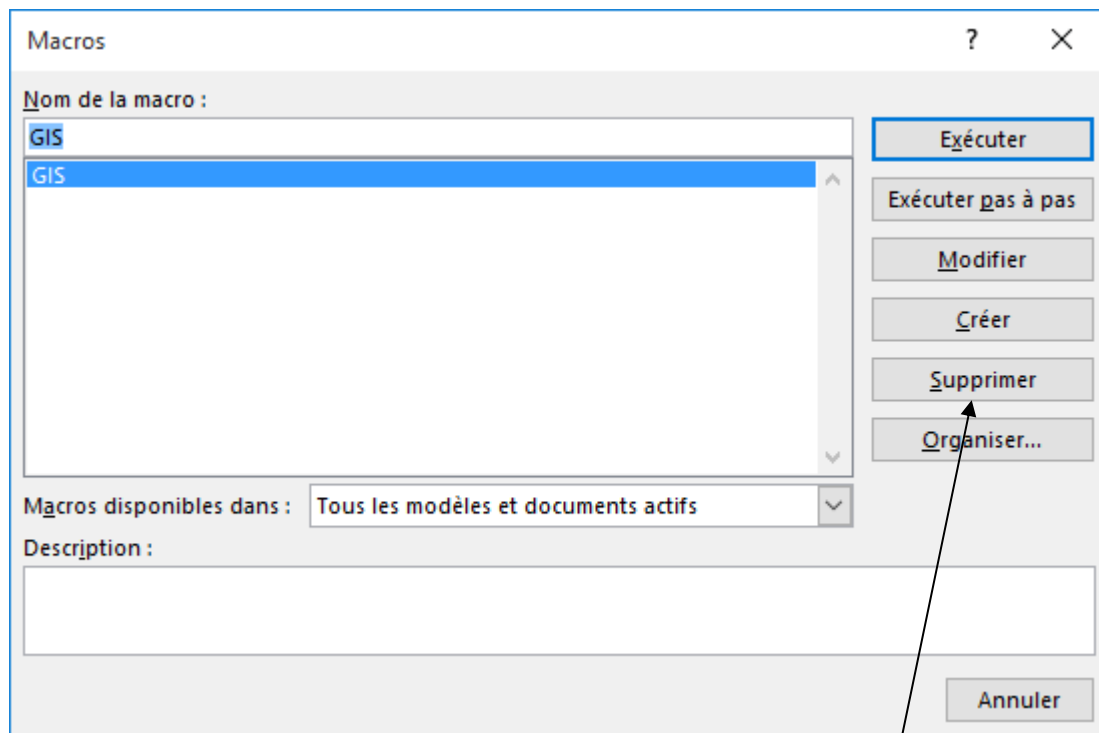 Macros ?
Nom de la macro :
GIS
GIS
Exécuter
Exécuter pas à pas
Modifier
Créer
Supprimer
Organiser...
Macros disponibles dans : Tous les modèles et documents actifs
Description :
Annuler